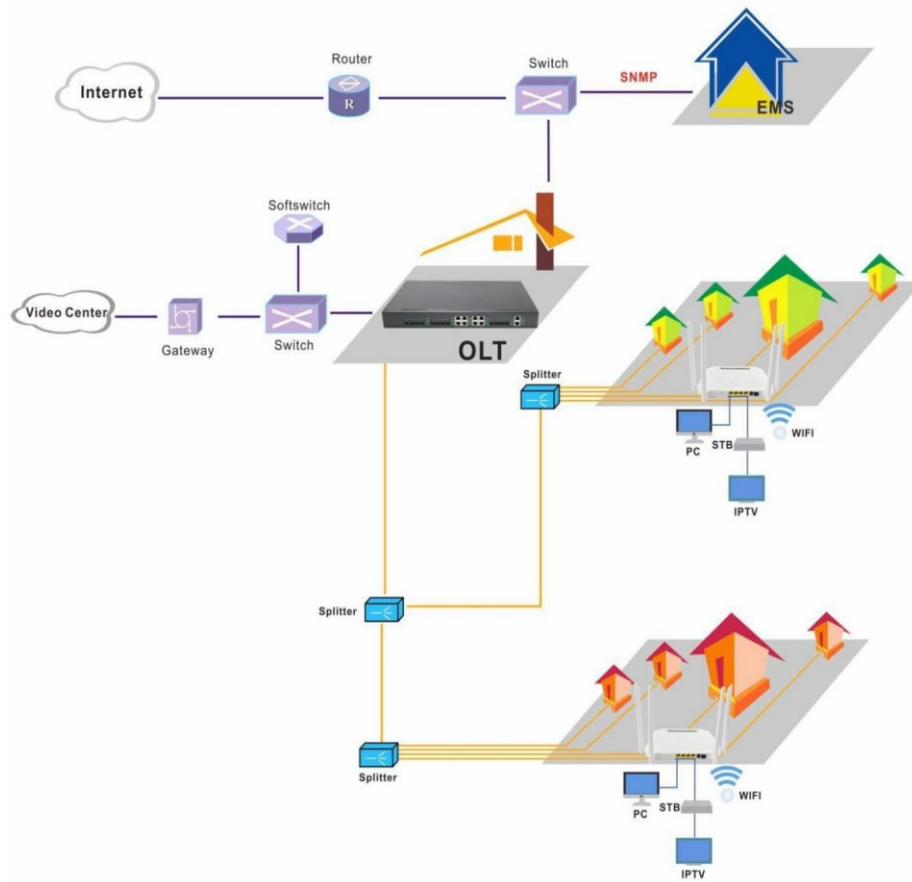 Router
Switch
Internet
R
SNMP
EMS
Softswitch
Video Center
Gateway
Switch
OLT
Splitter
WIFI
PC
STB
IPTV
Splitter
Splitter
WIFI
PC
STB
IPTV